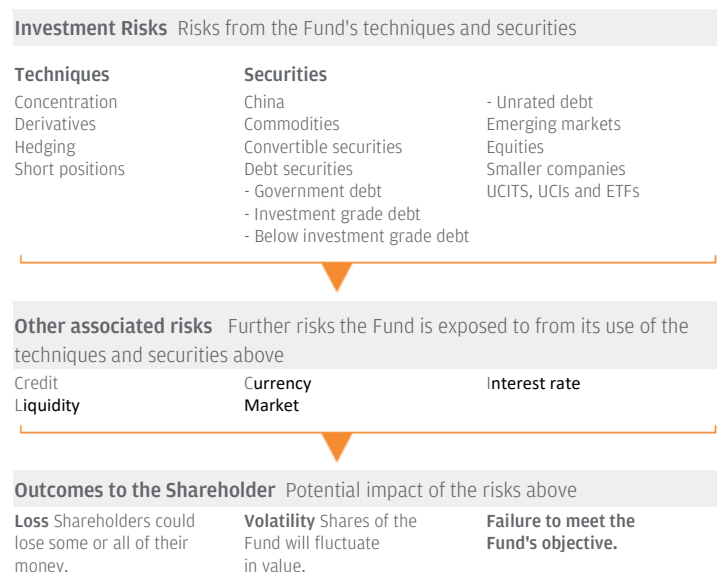 Investment Risks Risks from the Fund's techniques and securities
Techniques
Concentration
Derivatives
Hedging
Short positions
Securities
China
Commodities
Convertible securities
Debt securities
- Government debt
- Investment grade debt
- Below investment grade debt
- Unrated debt
Emerging markets
Equities
Smaller companies
UCITS, UCIs and ETFs
Other associated risks Further risks the Fund is exposed to from its use of the
techniques and securities above
Credit
Liquidity
Currency
Market
Interest rate
Outcomes to the Shareholder Potential impact of the risks above
Loss Shareholders could
lose some or all of their
money.
Volatility Shares of the
Fund will fluctuate
in value.
Failure to meet the
Fund's objective.